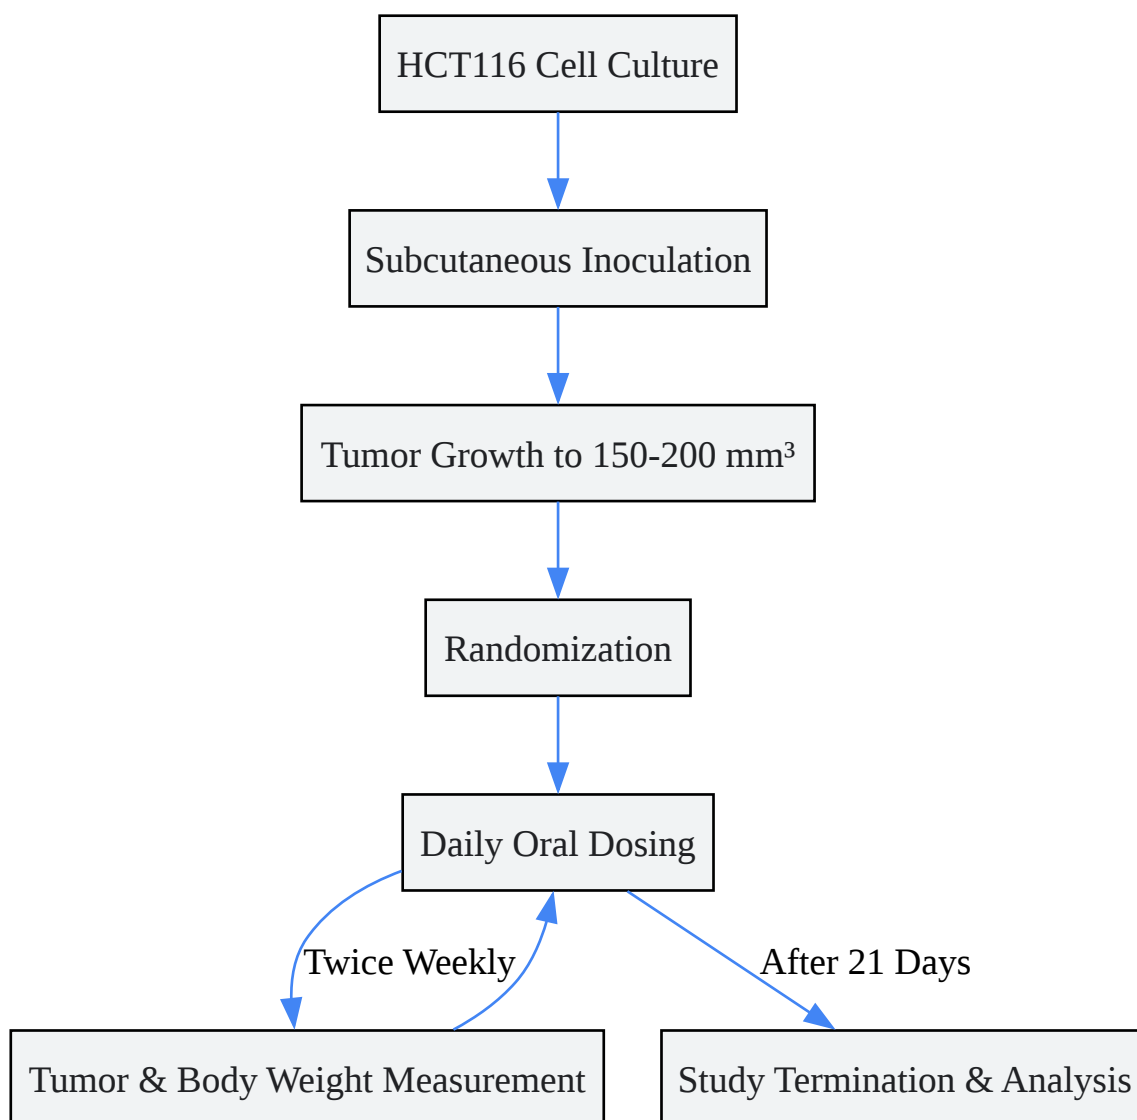 HCT116 Cell Culture
Subcutaneous Inoculation
Tumor Growth to 150-200 mm³
Randomization
Daily Oral Dosing
Twice Weekly
After 21 Days
Tumor & Body Weight Measurement
Study Termination & Analysis